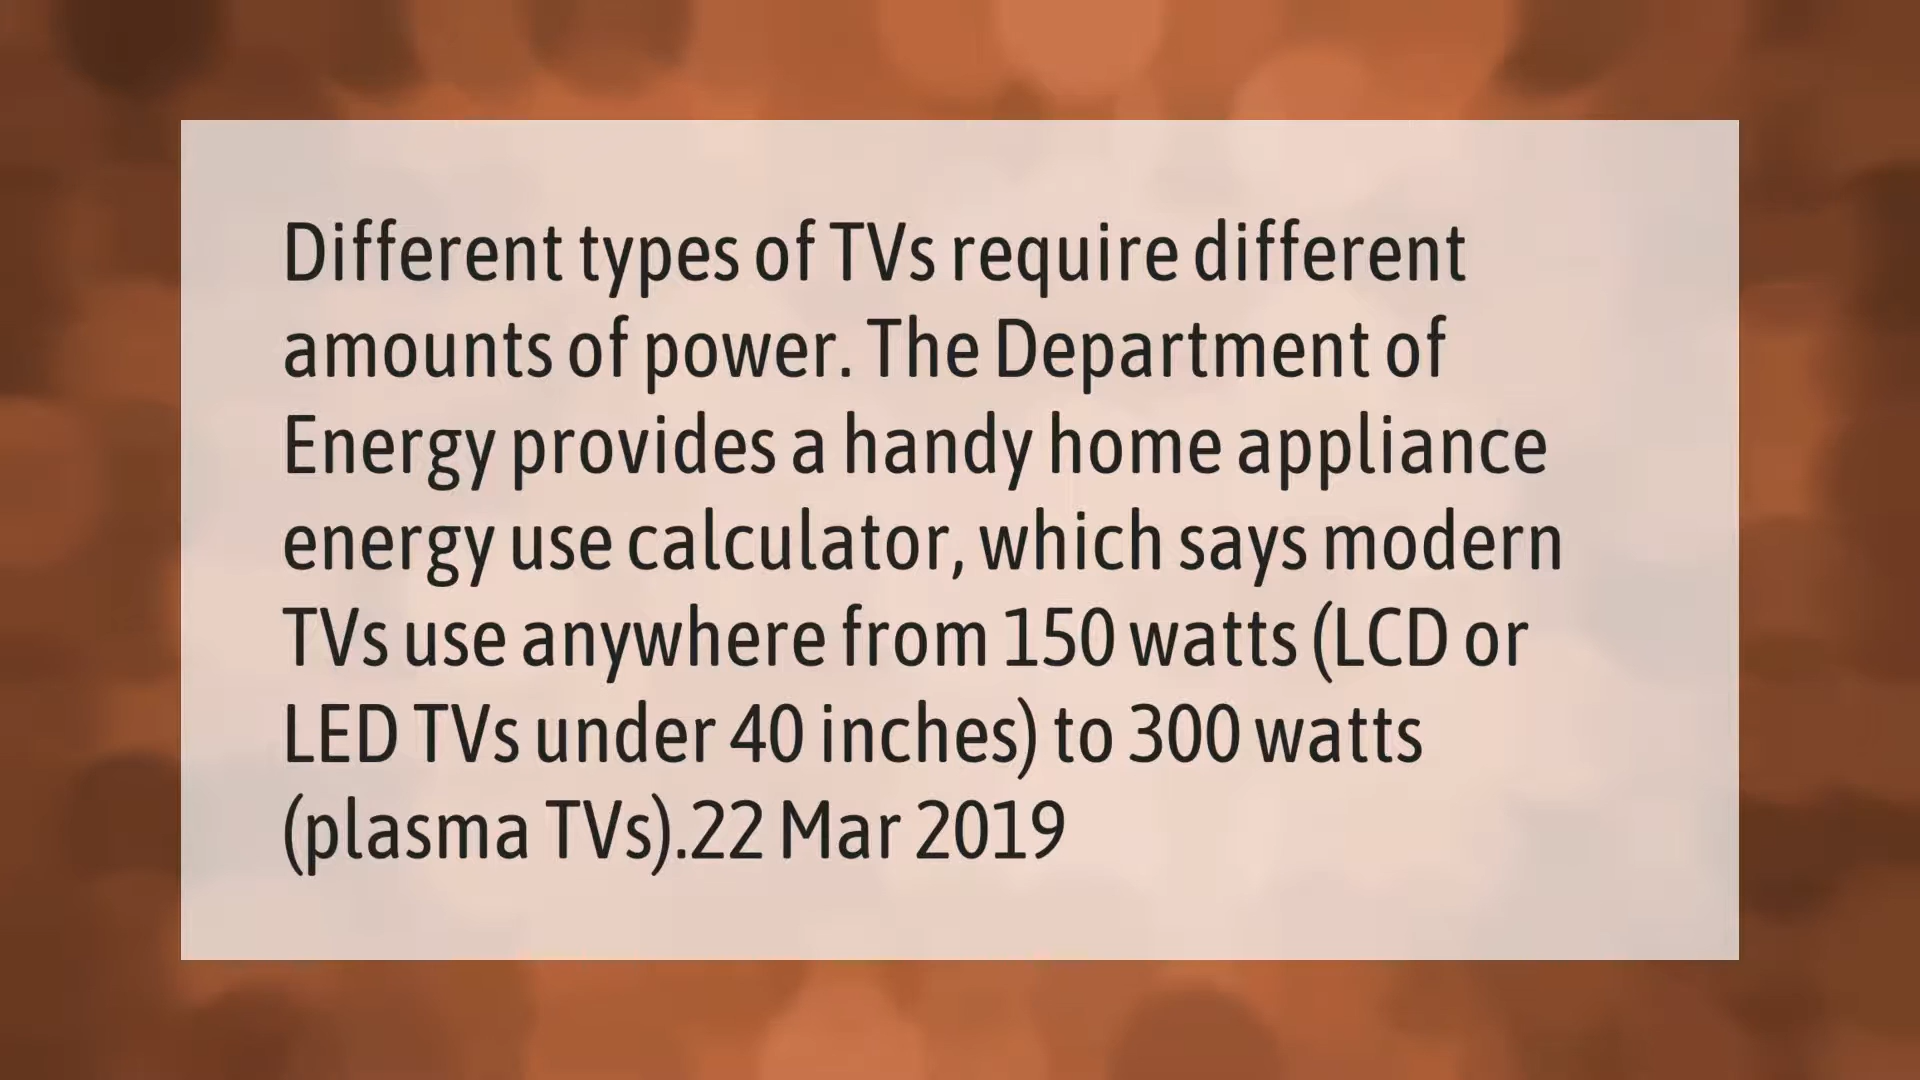 Different types of TVs require different
amounts of power. The Department of
Energy provides a handy home appliance
energy use calculator, which says modern
TVs use anywhere from 150 watts (LCD or
LED TVs under 40 inches) to 300 watts
(plasma TVs).22 Mar 2019